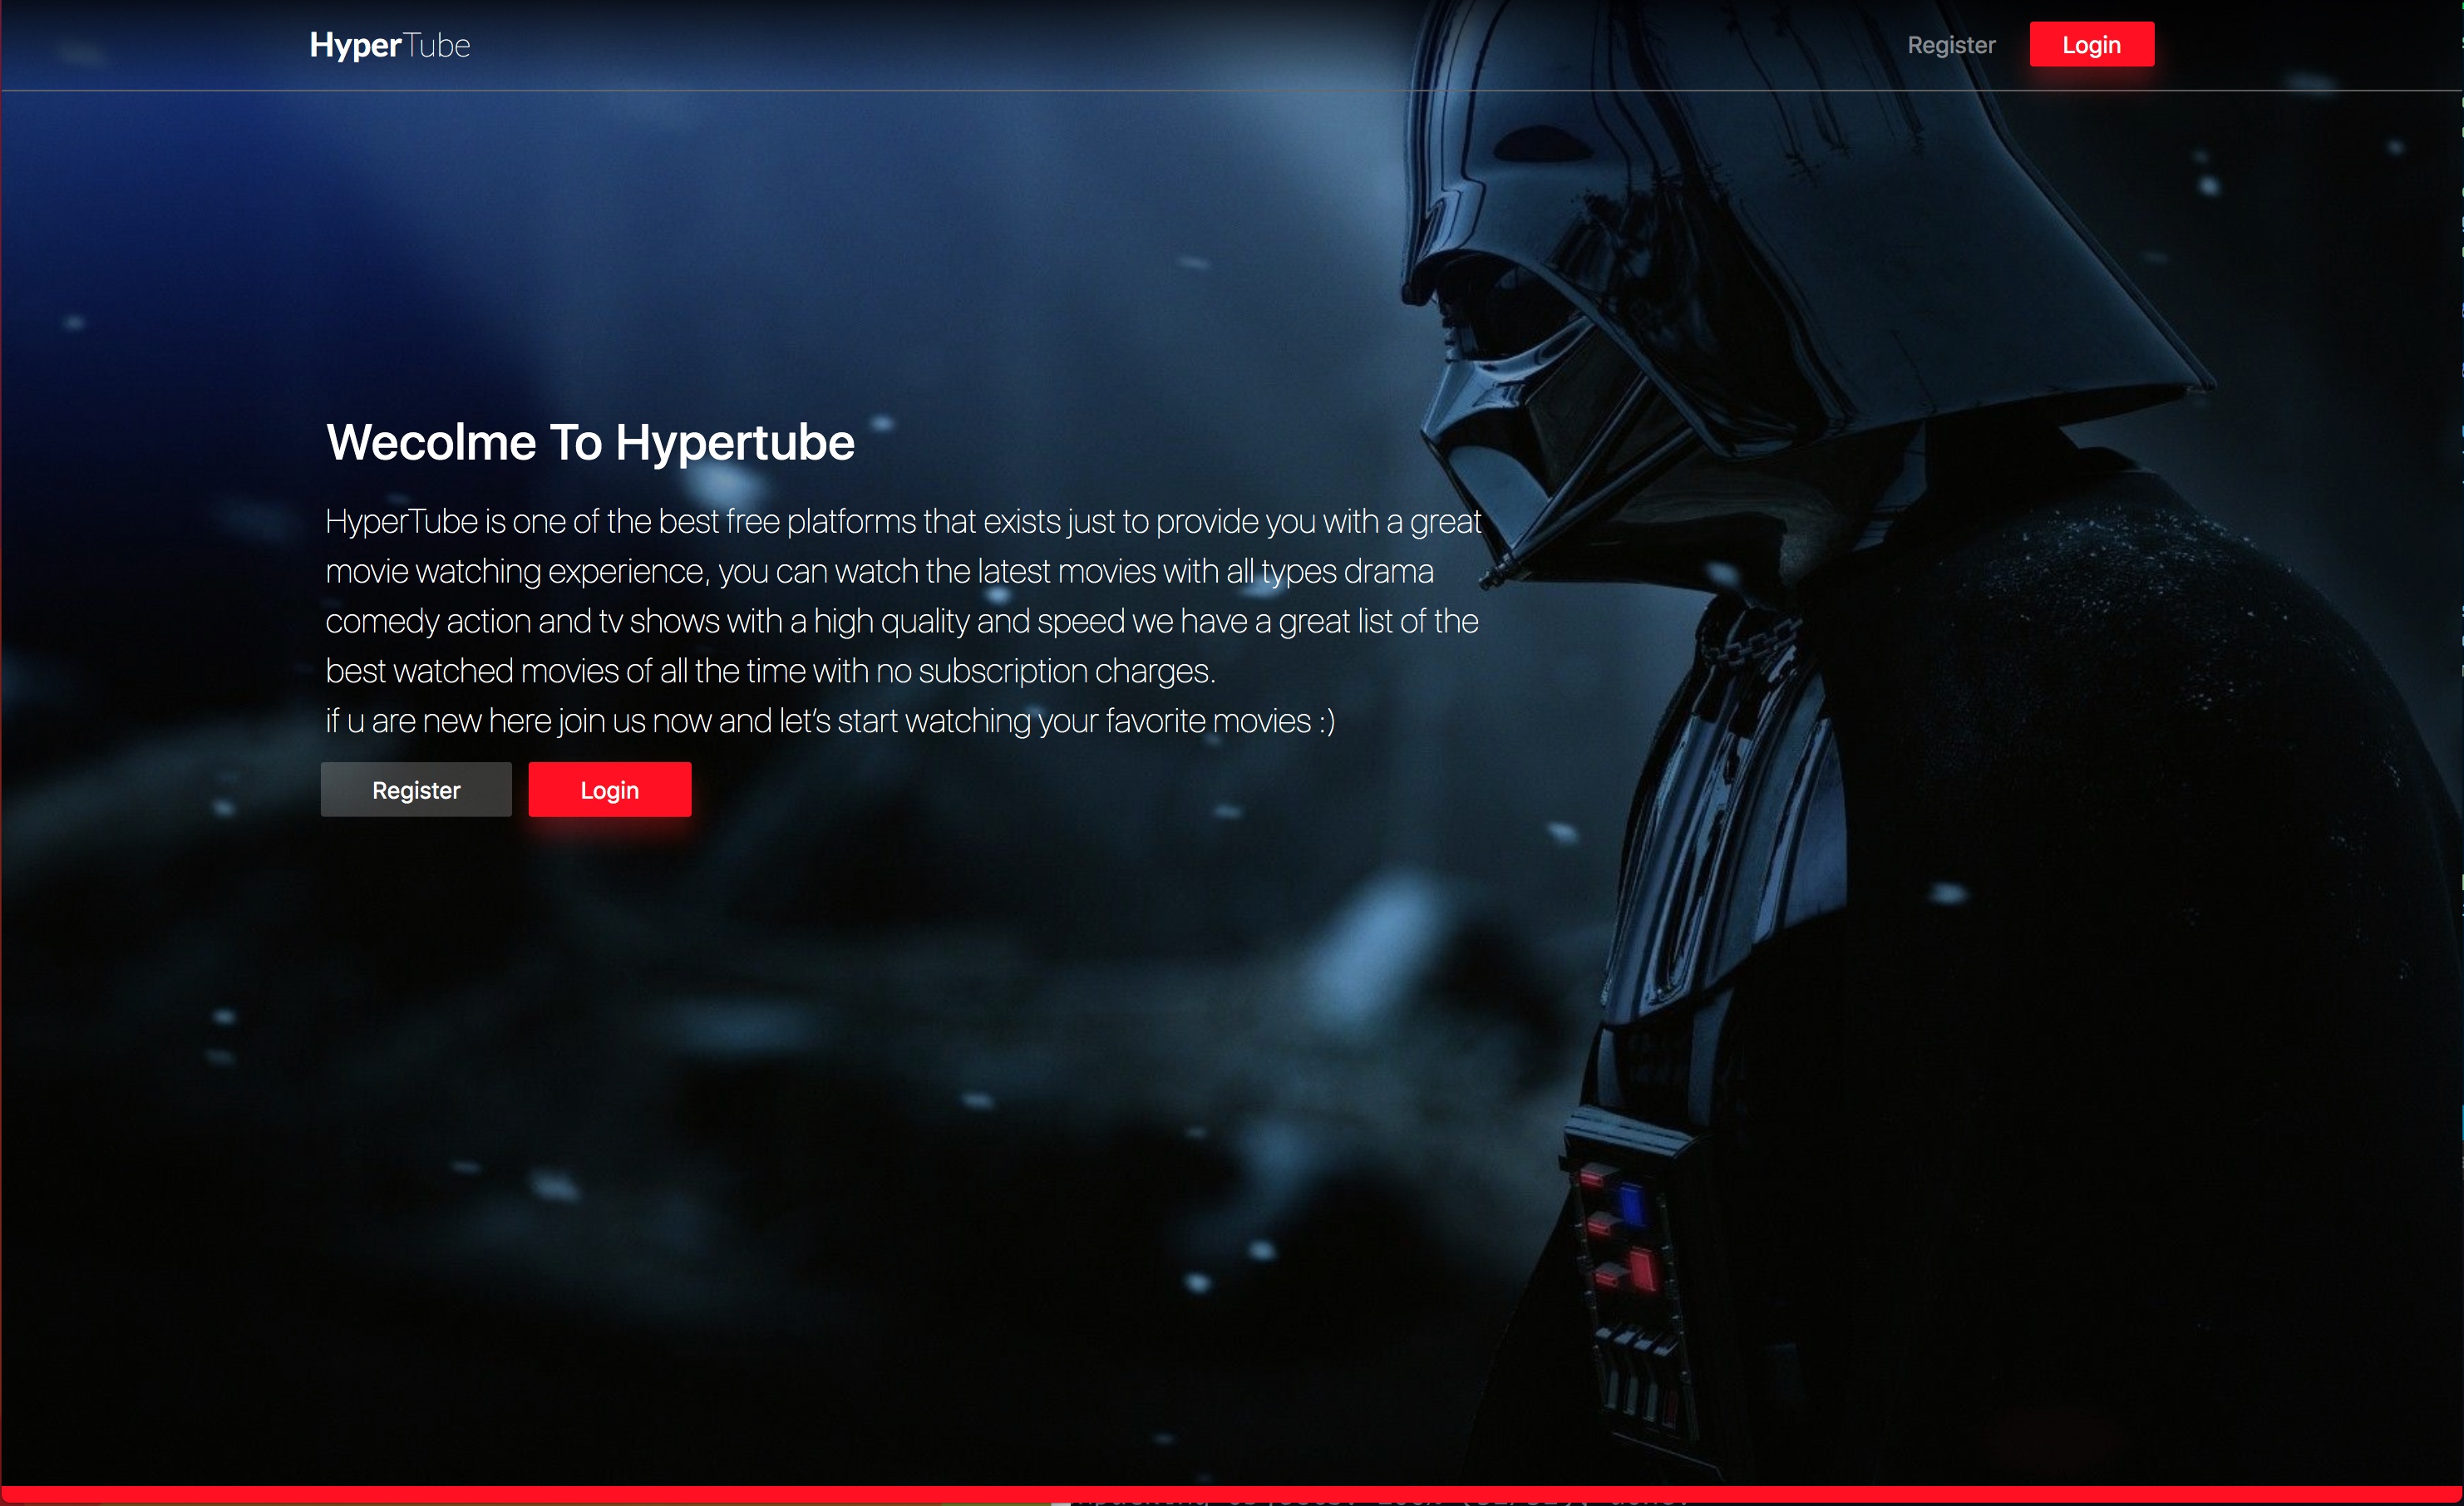 HyperTube
Register
Login
Wecolme To Hypertube
HyperTube is one of the best free platforms that exists just to provide you with a great
movie watching experience, you can watch the latest movies with all types drama
comedy action and tv shows with a high quality and speed we have a great list of the
best watched movies of all the time with no subscription charges.
if u are new here join us now and let’s start watching your favorite movies :)
Register
Login